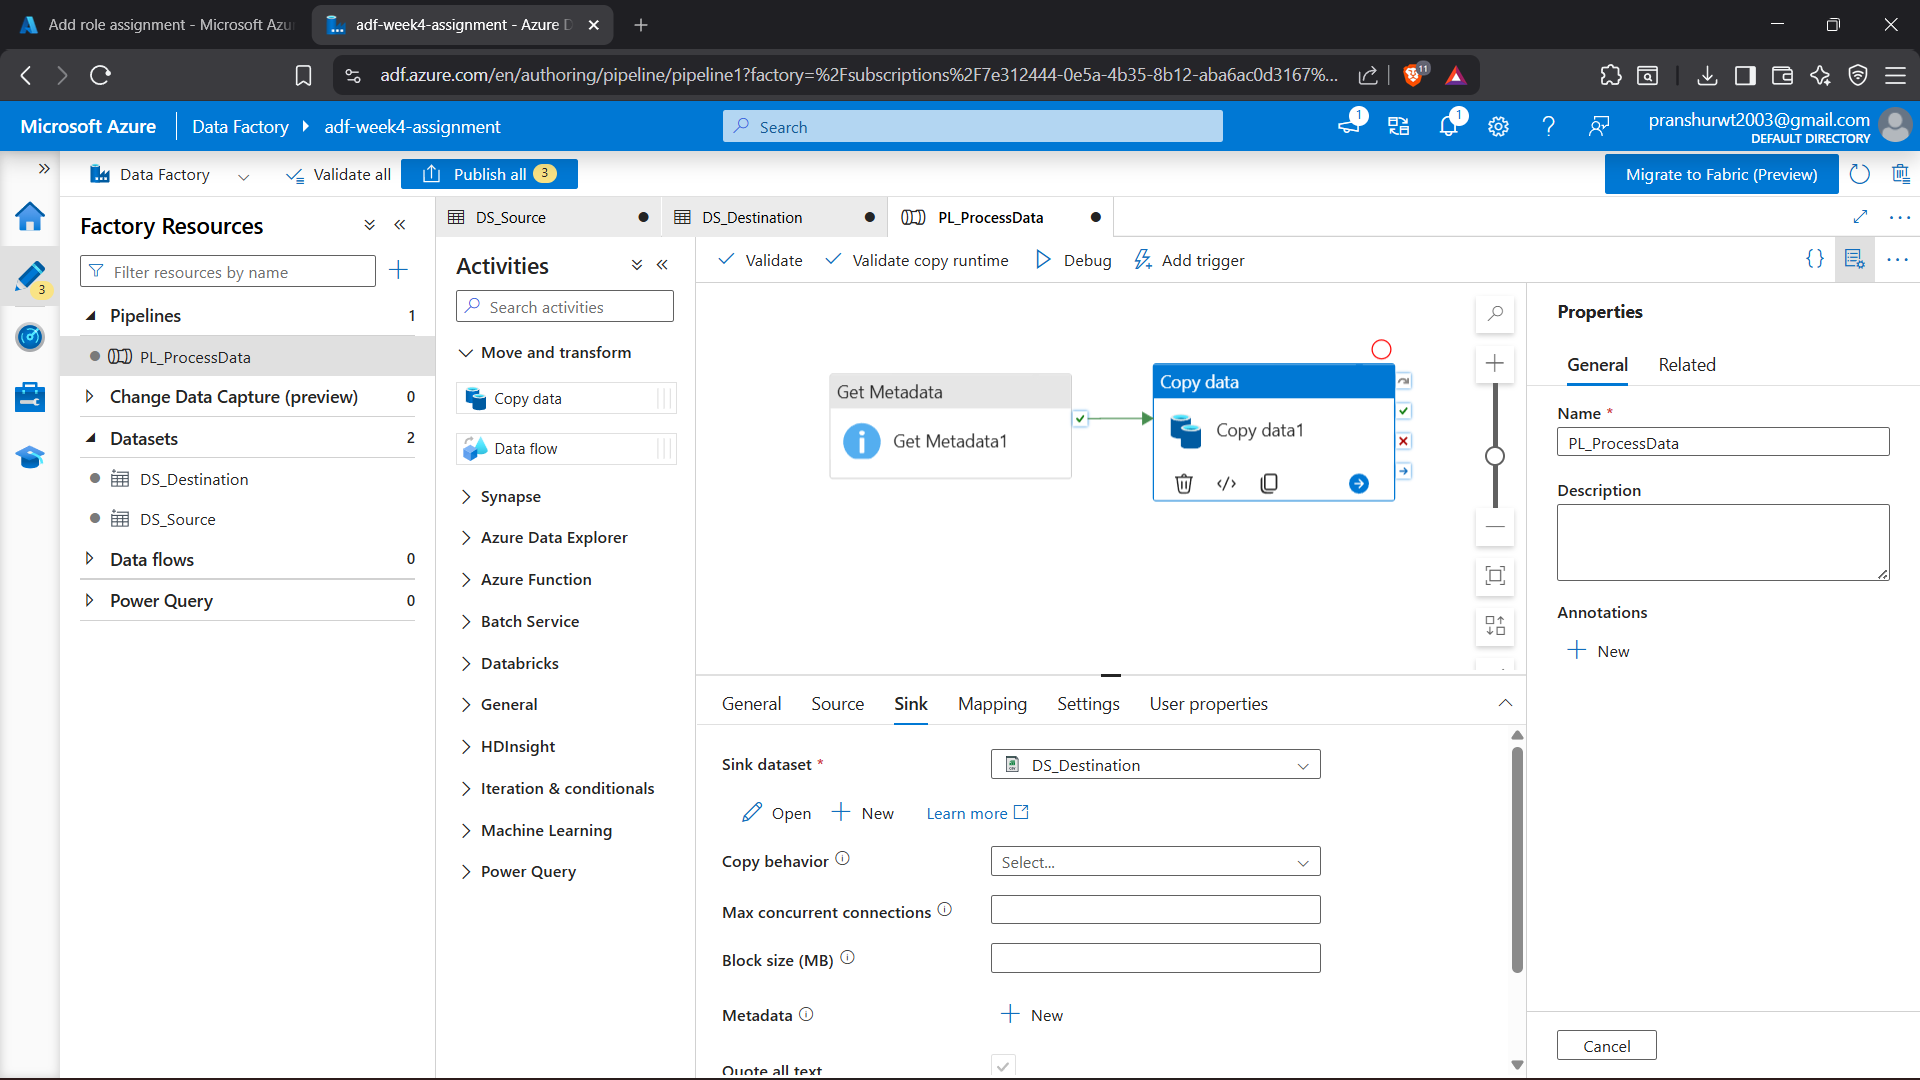 Add role assignment - Microsoft Azu
adf-week4-assignment - Azure D
adf.azure.com/en/authoring/pipeline/pipeline1?factory=%2Fsubscriptions%2F7e312444-0e5a-4b35-8b12-aba6ac0d3167%...
11
Microsoft Azure
Data Factory
adf-week4-assignment
Search
1
1
pranshurwt2003@gmail.com
DEFAULT DIRECTORY
Data Factory
Validate all
Publish all
3
Migrate to Fabric (Preview)
Factory Resources
DS_Source
DS_Destination
PL_ProcessData
Filter resources by name
Activities
Validate
Validate copy runtime
Debug
Add trigger
3
Pipelines
1
Search activities
Properties
PL_ProcessData
Move and transform
General
Related
Change Data Capture (preview)
0
Copy data
Get Metadata
Get Metadata1
Copy data
Copy data1
Name *
PL_ProcessData
Datasets
2
Data flow
DS_Destination
Synapse
Description
DS_Source
Azure Data Explorer
Data flows
0
Azure Function
Power Query
0
Batch Service
Annotations
Databricks
New
General
General
Source
Sink
Mapping
Settings
User properties
HDInsight
Sink dataset *
DS_Destination
Iteration & conditionals
Open
New
Learn more
Machine Learning
Copy behavior
Select...
Power Query
Max concurrent connections
Block size (MB)
Metadata
New
Quote all text
Cancel